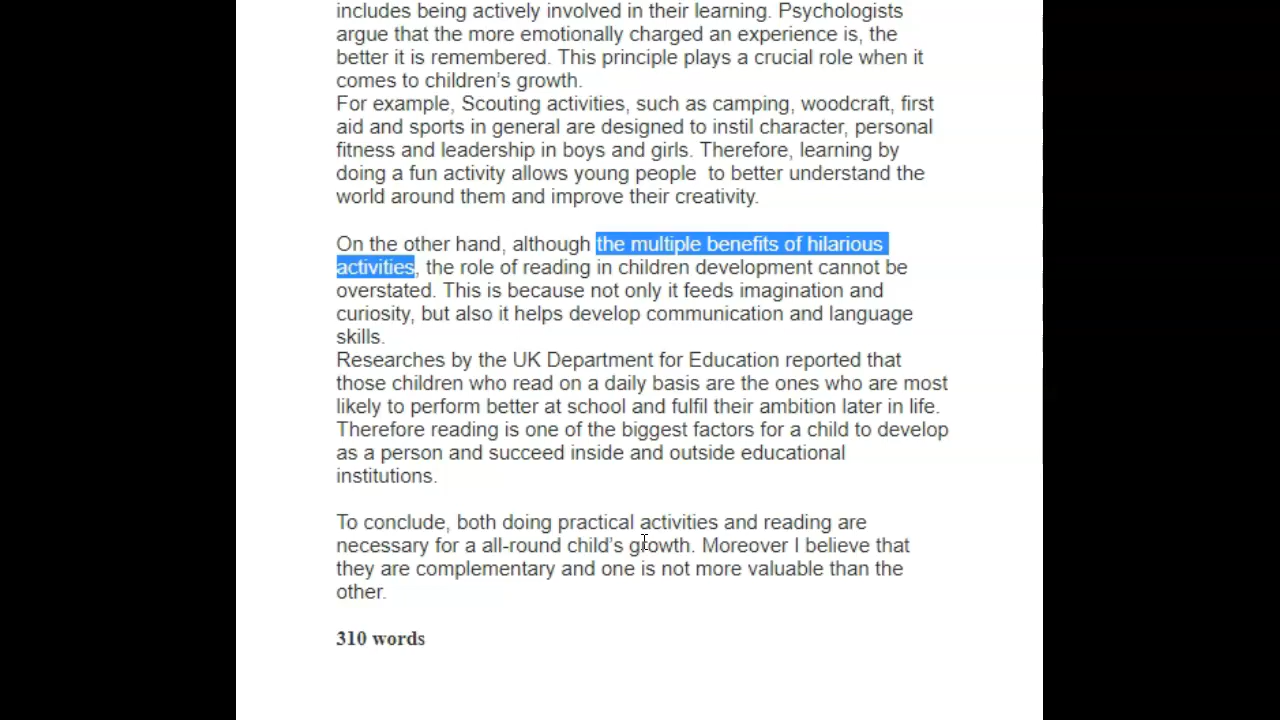 includes being actively involved in their learning. Psychologists
argue that the more emotionally charged an experience is, the
better it is remembered. This principle plays a crucial role when it
comes to children’s growth.
For example, Scouting activities, such as camping, woodcraft, first
aid and sports in general are designed to instil character, personal
fitness and leadership in boys and girls. Therefore, learning by
doing a fun activity allows young people  to better understand the
world around them and improve their creativity.
On the other hand, although the multiple benefits of hilarious
activities, the role of reading in children development cannot be
overstated. This is because not only it feeds imagination and
curiosity, but also it helps develop communication and language
skills.
Researches by the UK Department for Education reported that
those children who read on a daily basis are the ones who are most
likely to perform better at school and fulfil their ambition later in life.
Therefore reading is one of the biggest factors for a child to develop
as a person and succeed inside and outside educational
institutions.
To conclude, both doing practical activities and reading are
necessary for a all-round child’s growth. Moreover I believe that
they are complementary and one is not more valuable than the
other.
310 words